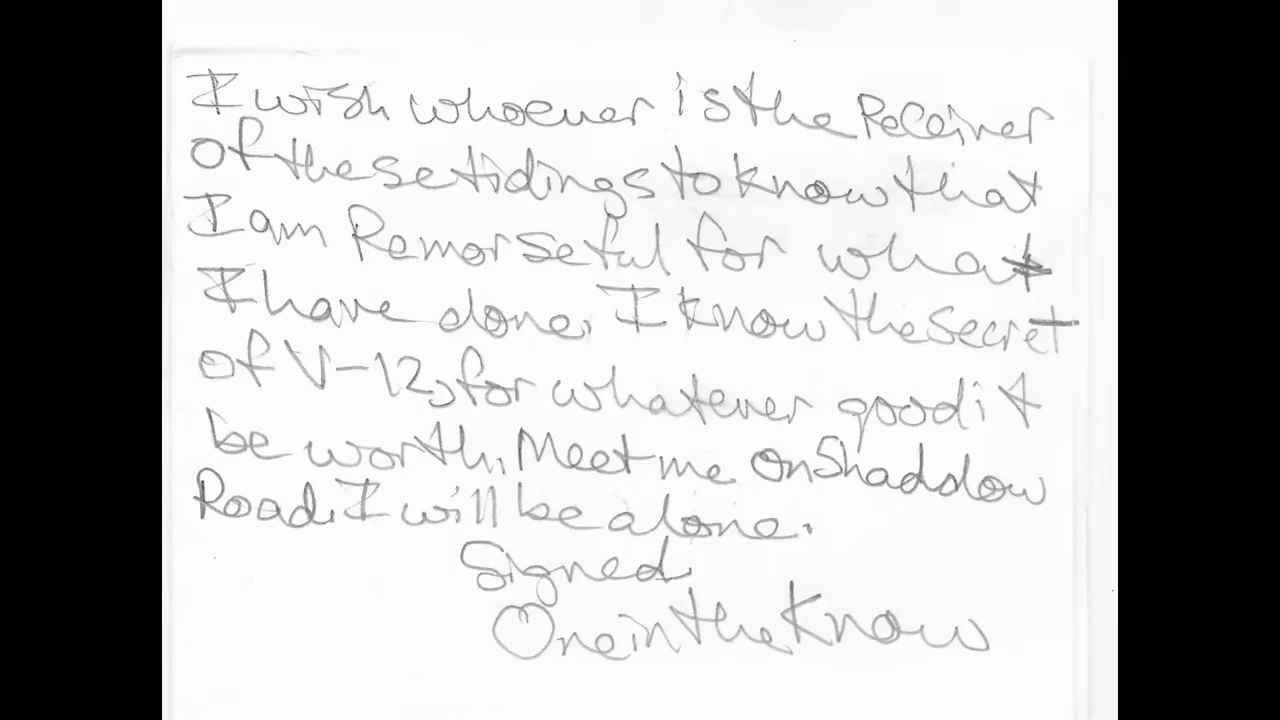 I wish whoever is the Receiver
of these tidings to know that
I am Remorseful for what
I have done. I know the secret
of V-12, for whatever good it
be worth. Meet me on Shaddow
Road. I will be alone.
Signed
One in the Know